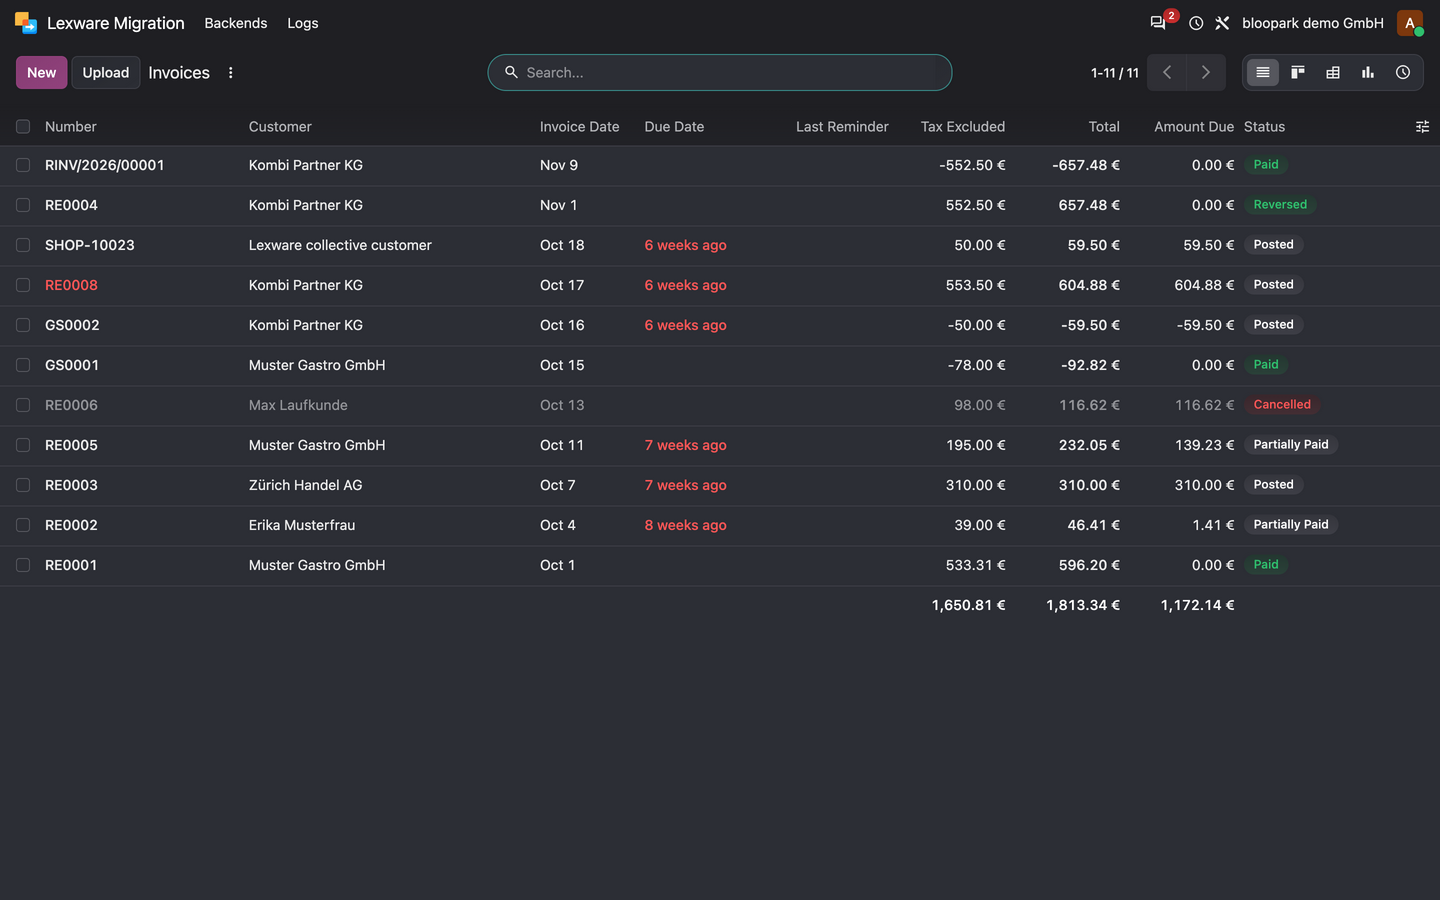 Lexware Migration Backends Logs 2 bloopark demo GmbH A
New Upload Invoices Search... 1-11 / 11
Number Customer Invoice Date Due Date Last Reminder Tax Excluded Total Amount Due Status
RINV/2026/00001 Kombi Partner KG Nov 9 -552.50 € -657.48 € 0.00 € Paid
RE0004 Kombi Partner KG Nov 1 552.50 € 657.48 € 0.00 € Reversed
SHOP-10023 Lexware collective customer Oct 18 6 weeks ago 50.00 € 59.50 € 59.50 € Posted
RE0008 Kombi Partner KG Oct 17 6 weeks ago 553.50 € 604.88 € 604.88 € Posted
GS0002 Kombi Partner KG Oct 16 6 weeks ago -50.00 € -59.50 € -59.50 € Posted
GS0001 Muster Gastro GmbH Oct 15 -78.00 € -92.82 € 0.00 € Paid
RE0006 Max Laufkunde Oct 13 98.00 € 116.62 € 116.62 € Cancelled
RE0005 Muster Gastro GmbH Oct 11 7 weeks ago 195.00 € 232.05 € 139.23 € Partially Paid
RE0003 Zürich Handel AG Oct 7 7 weeks ago 310.00 € 310.00 € 310.00 € Posted
RE0002 Erika Musterfrau Oct 4 8 weeks ago 39.00 € 46.41 € 1.41 € Partially Paid
RE0001 Muster Gastro GmbH Oct 1 533.31 € 596.20 € 0.00 € Paid
1,650.81 € 1,813.34 € 1,172.14 €